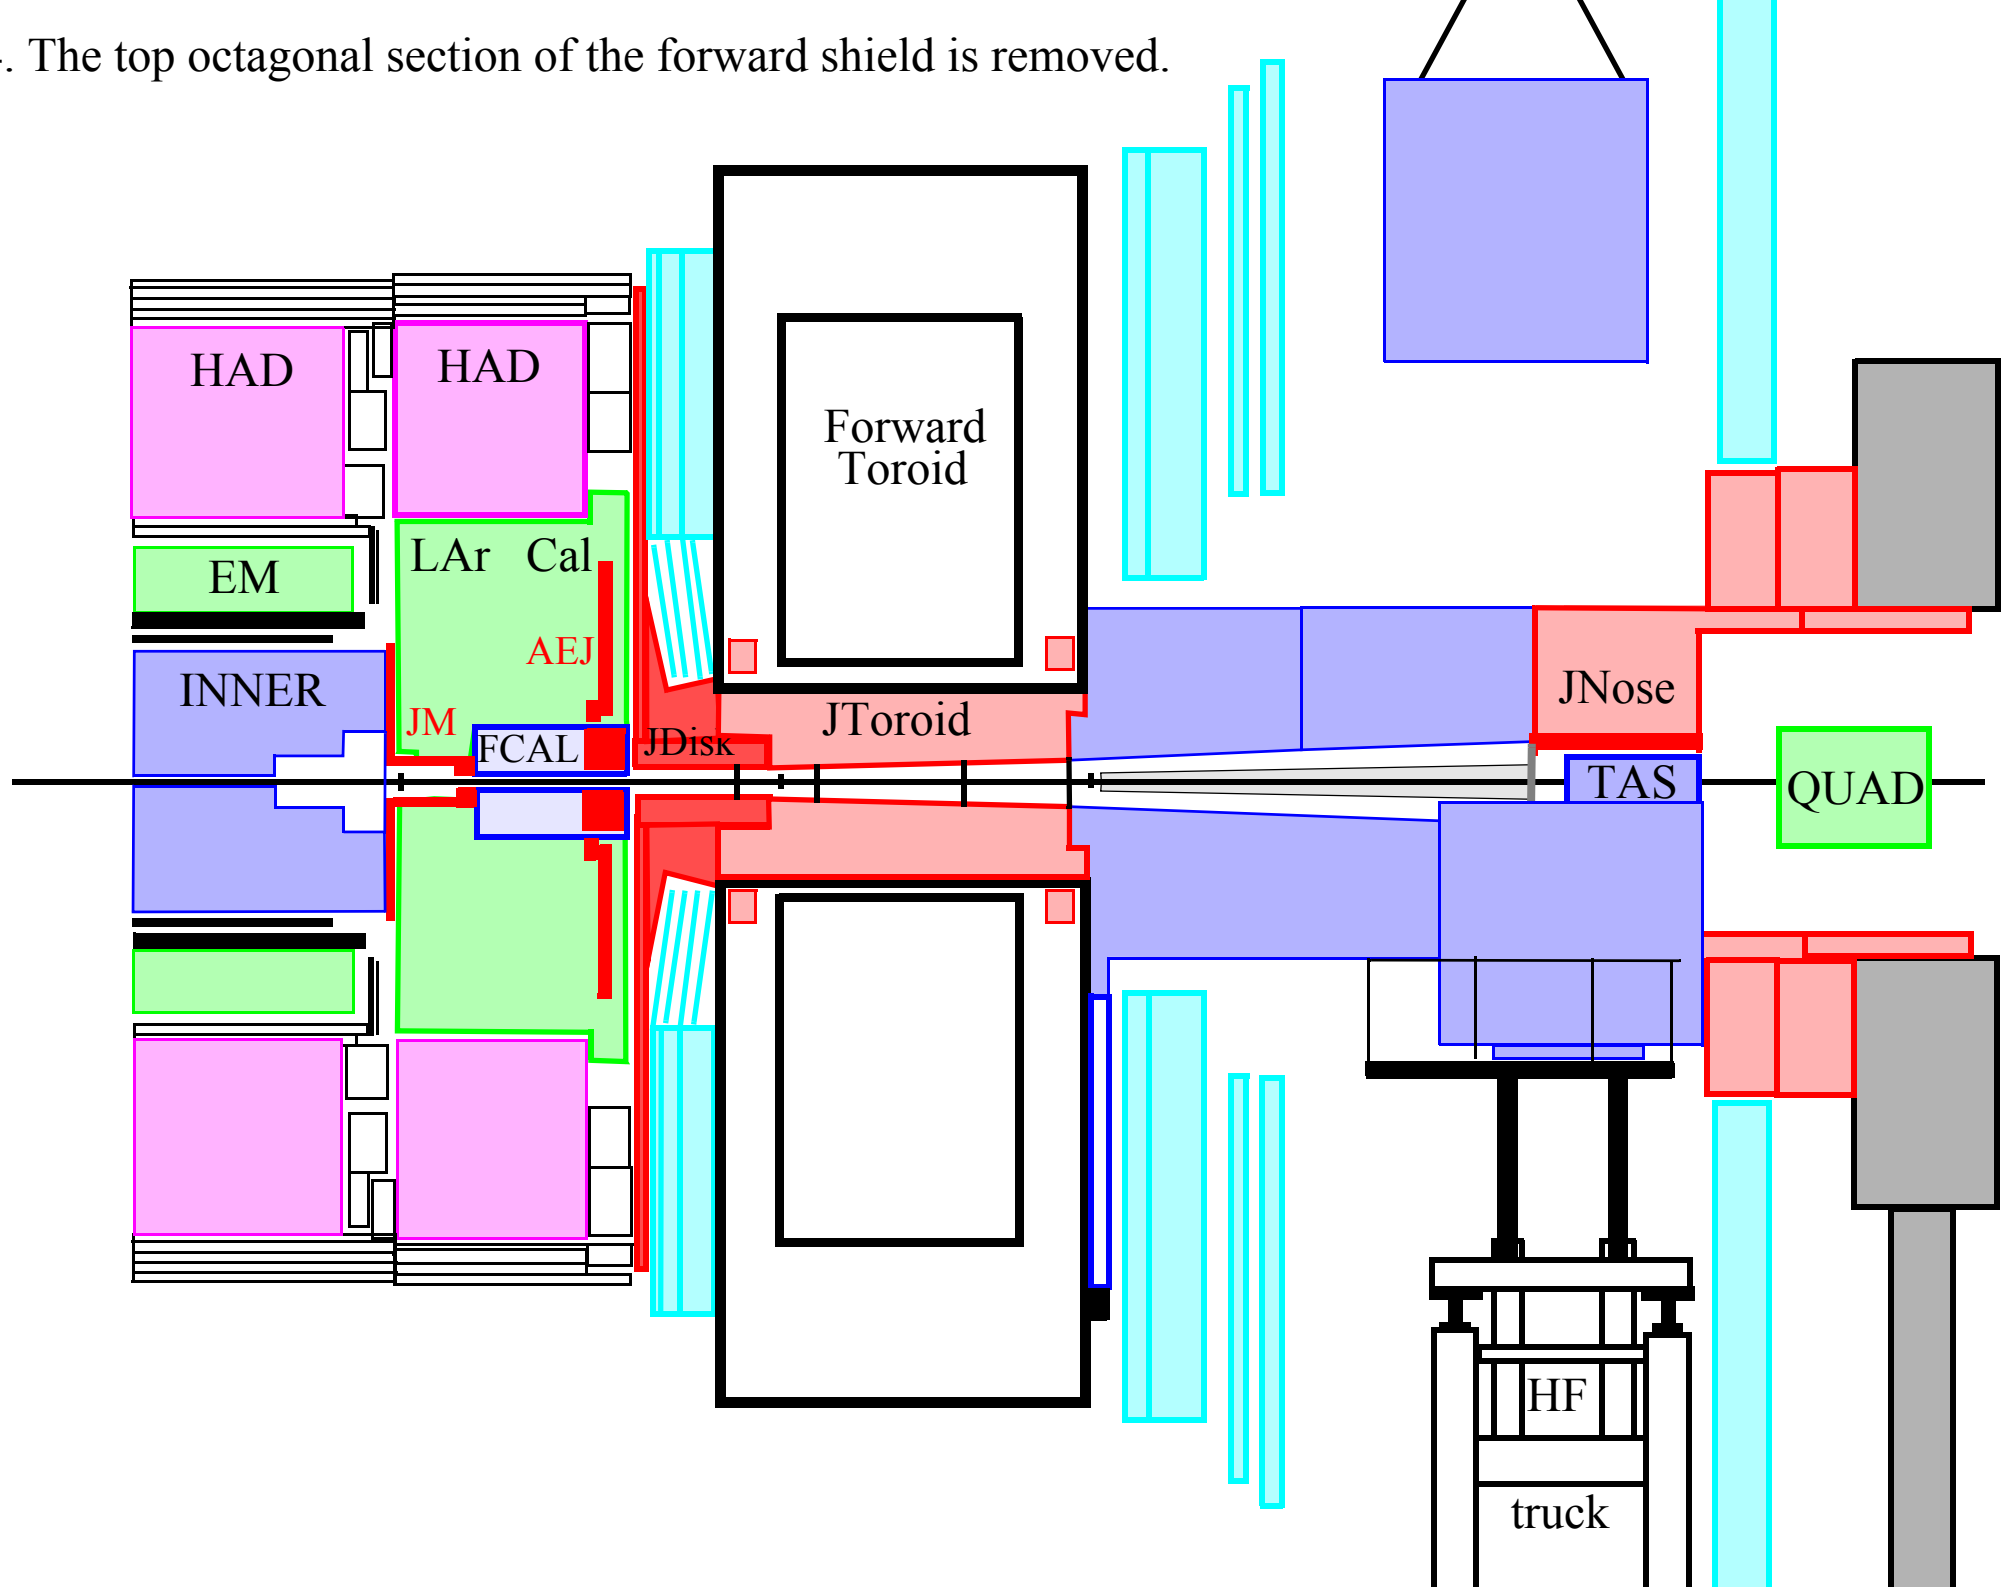 . The top octagonal section of the forward shield is removed.
HAD
HAD
Forward
Toroid
LAr Cal
EM
AEJ
INNER
JM
FCAL
JDisk
JToroid
JNose
TAS
QUAD
HF
truck